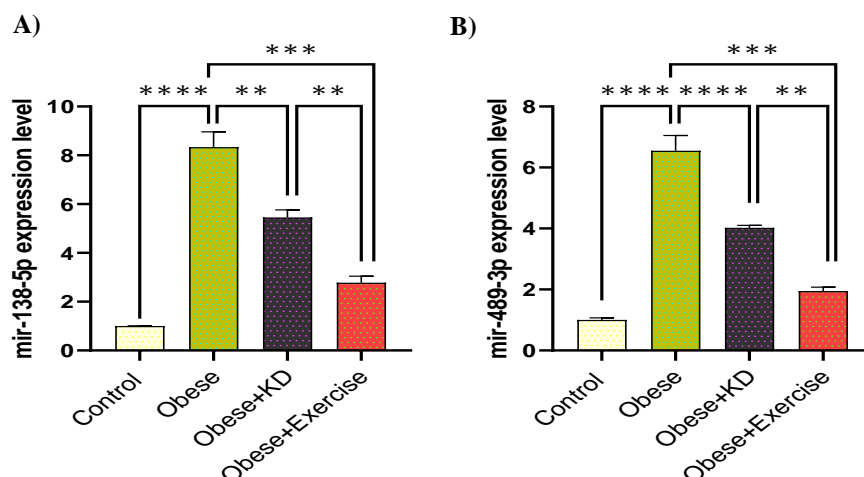 A)
***
**** ** **
mir-138-5p expression level
10
8
6
4
2
0
Control
Obese
Obese+KD
Obese+Exercise
B)
***
**** **** **
mir-489-3p expression level
8
6
4
2
0
Control
Obese
Obese+KD
Obese+Exercise